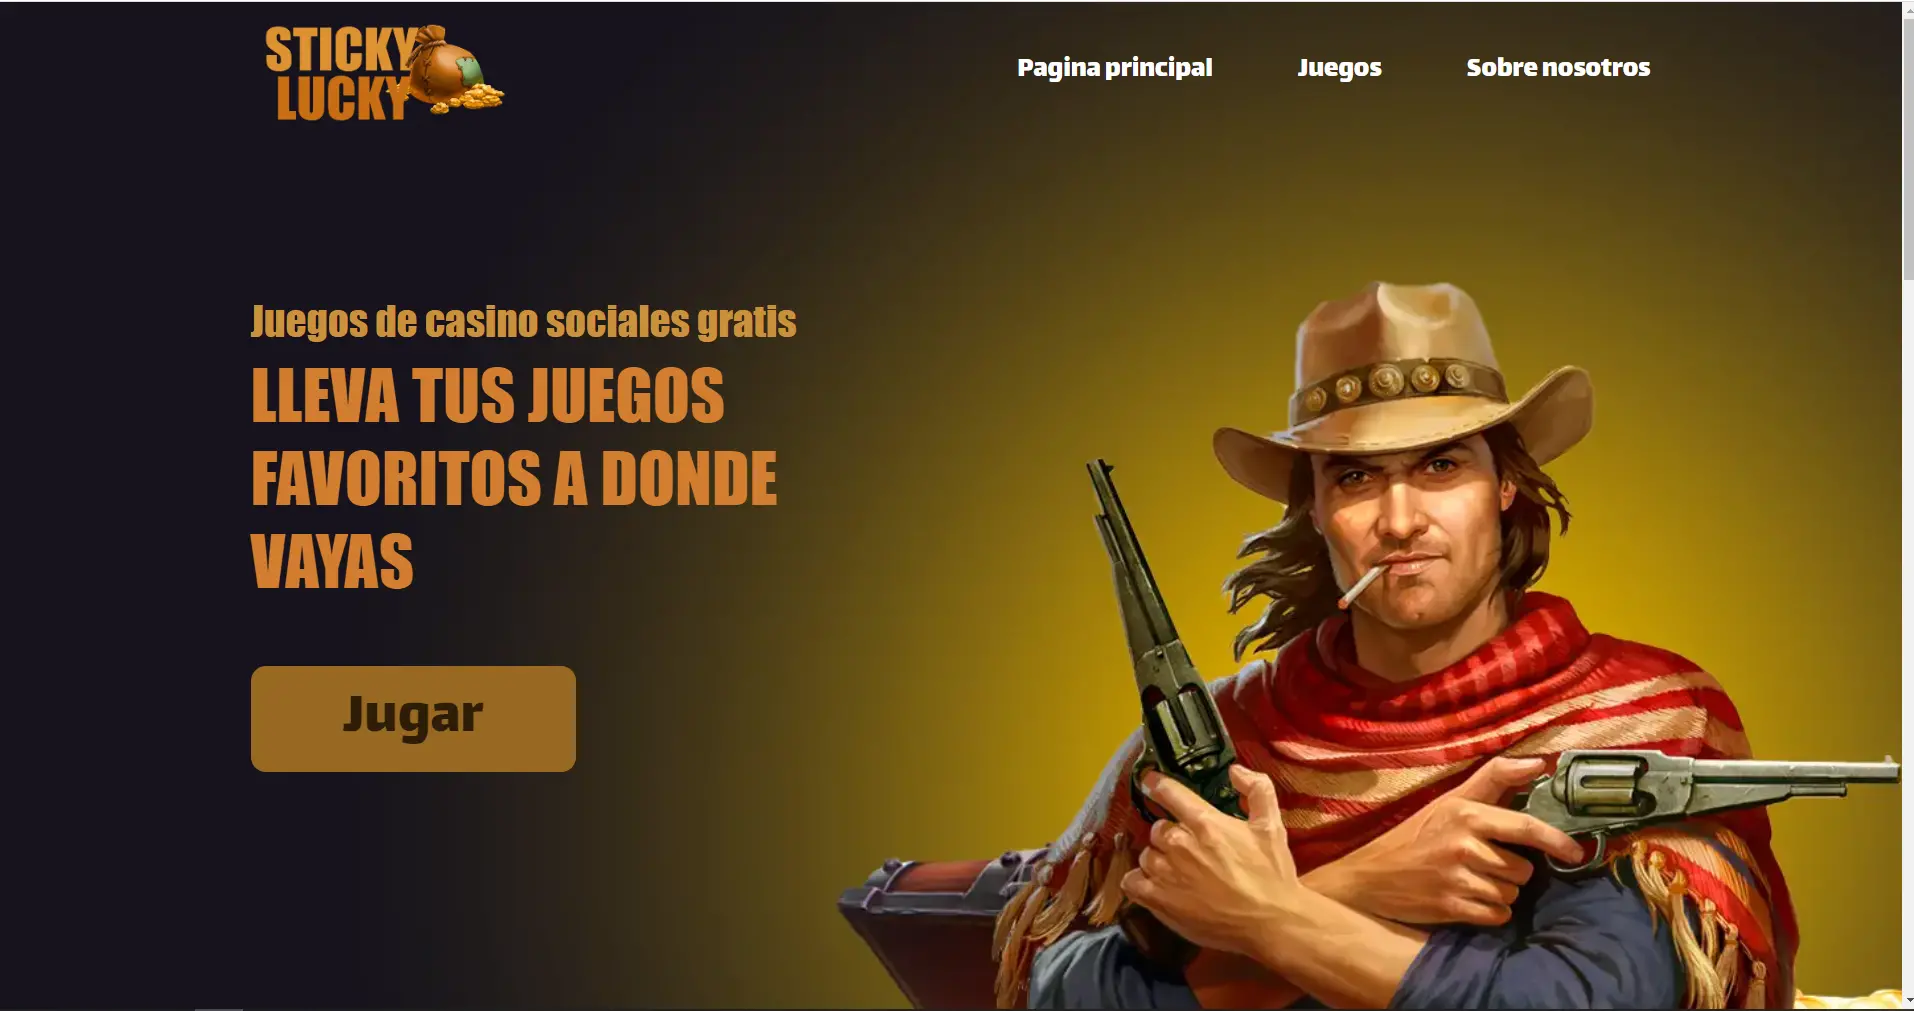 STICKY
LUCKY
Pagina principal
Juegos
Sobre nosotros
Juegos de casino sociales gratis
LLEVA TUS JUEGOS
FAVORITOS A DONDE
VAYAS
Jugar